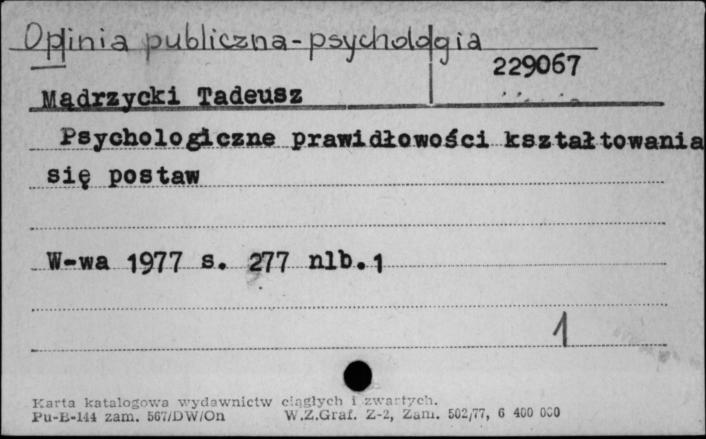 Opinia publiczna-psychologia
229067
Mądrzycki Tadeusz
Psychologiczne prawidłowości kształtowania
się postaw
W-wa 1977 s. 277 nlb.1
1
Karta katalogowa wydawnictw ciągłych i zwartych.
Pu-B-144 zam. 567/DW/On W.Z.Graf. Z-2, Zam. 502/77, 6 400 000